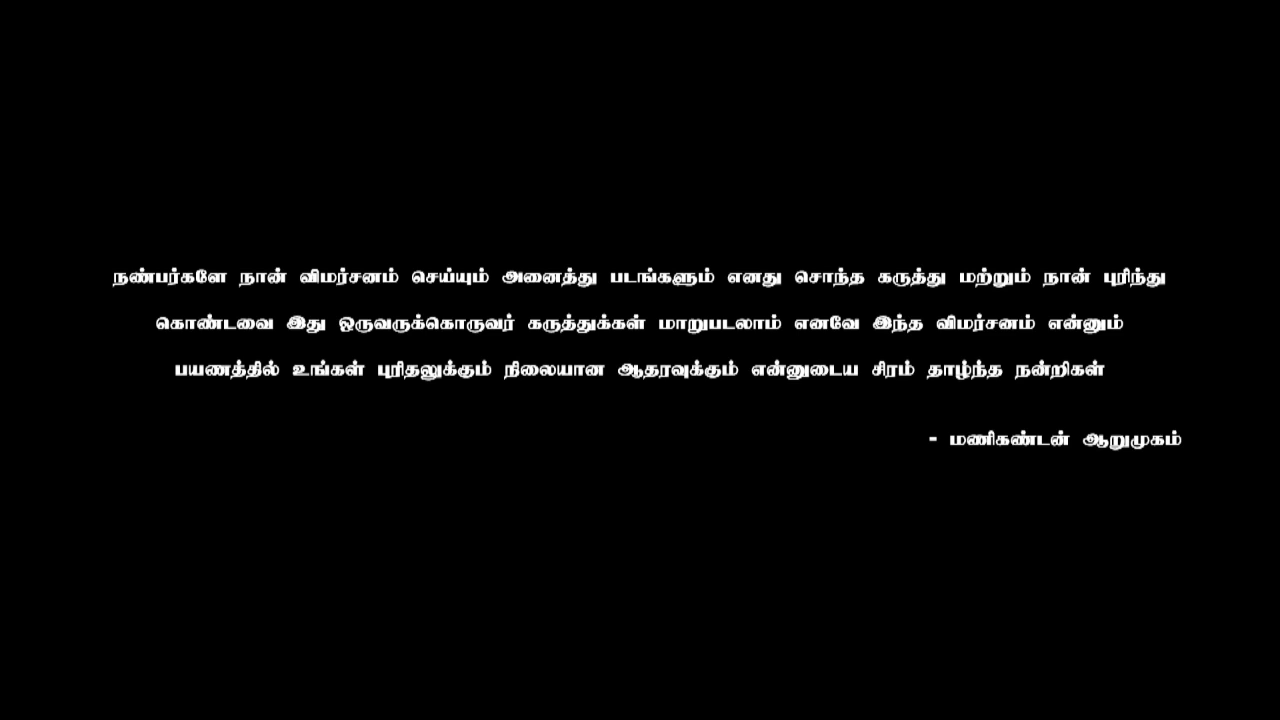 நண்பர்களே நான் விமர்சனம் செய்யும் அனைத்து படங்களும் எனது சொந்த கருத்து மற்றும் நான் புரிந்து
கொண்டவை இது ஒருவருக்கொருவர் கருத்துக்கள் மாறுபடலாம் எனவே இந்த விமர்சனம் என்னும்
பயணத்தில் உங்கள் புரிதலுக்கும் நிலையான ஆதரவுக்கும் என்னுடைய சிரம் தாழ்ந்த நன்றிகள்
- மணிகண்டன் ஆறுமுகம்